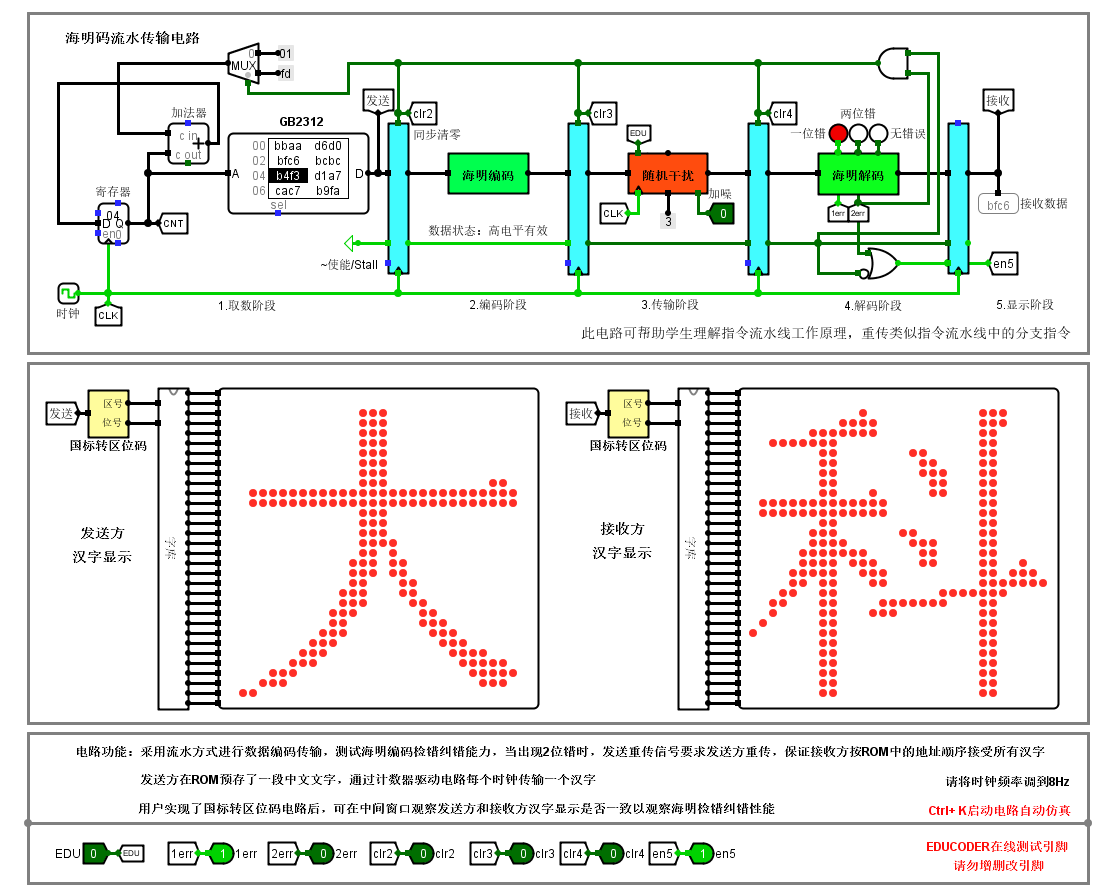 海明码流水传输电路
0
MUX
01
fd
加法器
c in
+
c out
GB2312
00 bbaa d6d0
02 bfc6 bcbc
04 b4f3 d1a7
06 cac7 b9fa
A
D
sel
寄存器
04
D Q
en0
CNT
时钟
CLK
发送
clr2
同步清零
海明编码
数据状态：高电平有效
~使能/Stall
clr3
EDU
随机干扰
加噪
CLK
3
0
clr4
两位错
一位错
无错误
海明解码
1err
2err
接收
bfc6
接收数据
en5
1.取数阶段
2.编码阶段
3.传输阶段
4.解码阶段
5.显示阶段
此电路可帮助学生理解指令流水线工作原理，重传类似指令流水线中的分支指令
发送
区号
位号
国标转区位码
发送方
汉字显示
字库
大
接收
区号
位号
国标转区位码
接收方
汉字显示
字库
科
电路功能：采用流水方式进行数据编码传输，测试海明编码检错纠错能力，当出现2位错时，发送重传信号要求发送方重传，保证接收方按ROM中的地址顺序接受所有汉字
发送方在ROM预存了一段中文文字，通过计数器驱动电路每个时钟传输一个汉字
请将时钟频率调到8Hz
用户实现了国标转区位码电路后，可在中间窗口观察发送方和接收方汉字显示是否一致以观察海明检错纠错性能
Ctrl+ K启动电路自动仿真
EDU 0 EDU
1err 1 1err
2err 0 2err
clr2 0 clr2
clr3 0 clr3
clr4 0 clr4
en5 1 en5
EDUCODER在线测试引脚
请勿增删改引脚